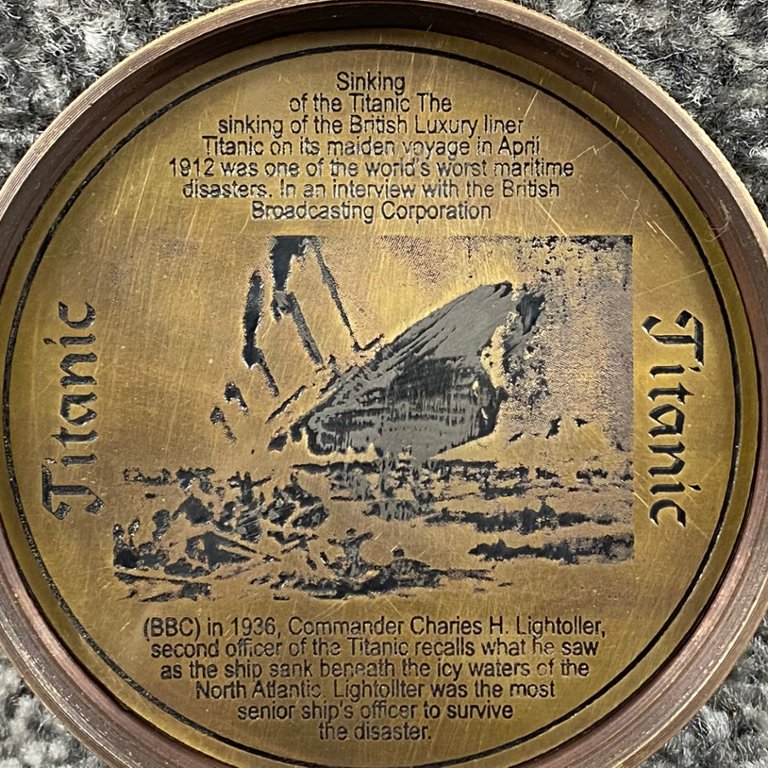 Sinking
of the Titanic The
sinking of the British Luxury liner
Titanic on its maiden voyage in April
1912 was one of the world's worst maritime
disasters. In an interview with the British
Broadcasting Corporation
Titanic
Titanic
(BBC) in 1936, Commander Charies H. Lightoller,
second officer of the Titanic recalls what he saw
as the ship sank beneath the icy waters of the
North Atlantic. Lightollter was the most
senior ship's officer to survive
the disaster.